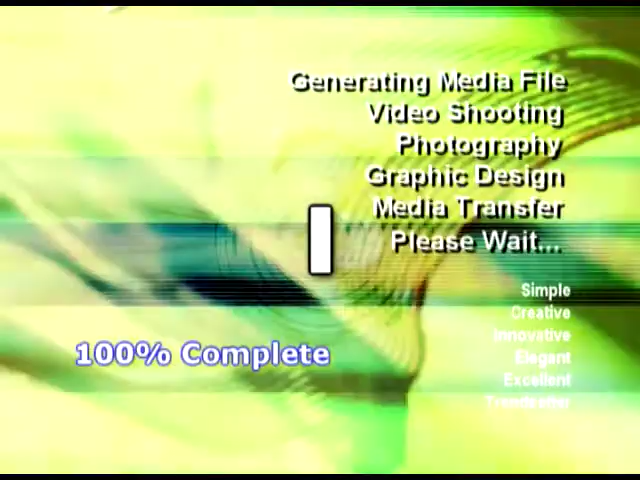 Generating Media File
Video Shooting
Photography
Graphic Design
Media Transfer
Please Wait...
Simple
Creative
Innovative
Elegant
Excellent
Trendsetter
100% Complete